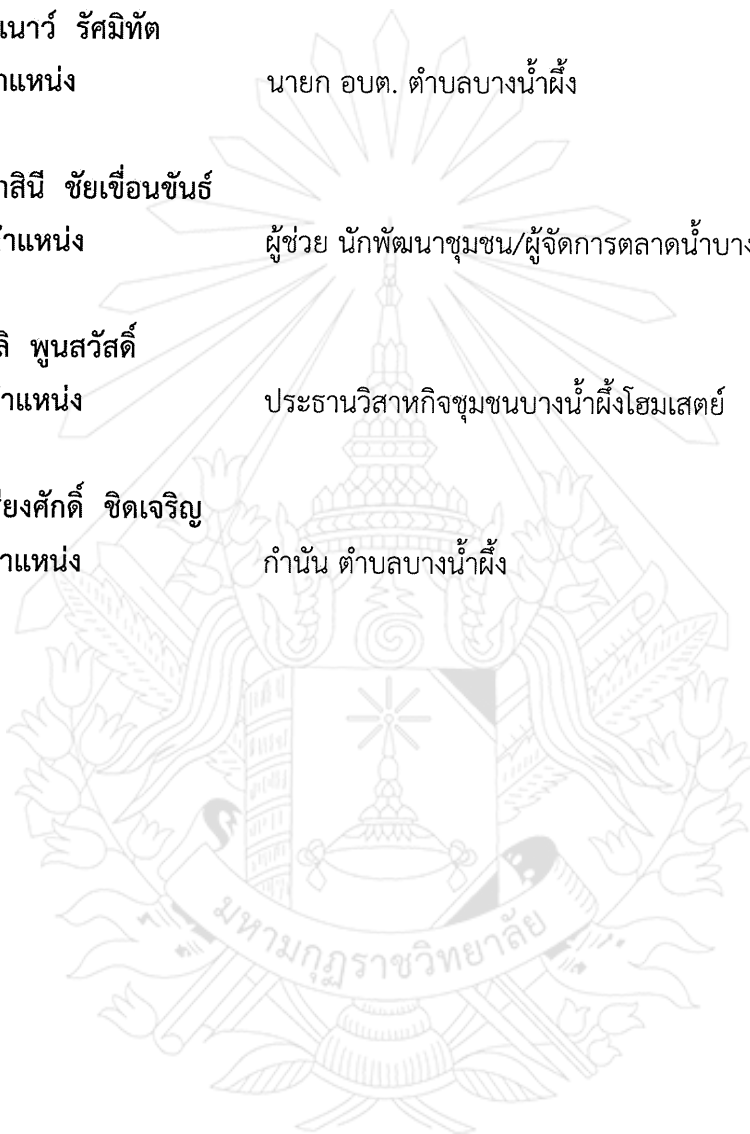 เนาว์ รัศมิทัต
ตำแหน่ง นายก อบต. ตำบลบางน้ำผึ้ง
าสินี ชัยเขื่อนขันธ์
ตำแหน่ง ผู้ช่วย นักพัฒนาชุมชน/ผู้จัดการตลาดน้ำบาง
ลิ พูนสวัสดิ์
ตำแหน่ง ประธานวิสาหกิจชุมชนบางน้ำผึ้งโฮมเสตย์
รียงศักดิ์ ชิดเจริญ
ตำแหน่ง กำนัน ตำบลบางน้ำผึ้ง
มหามกุฏราชวิทยาลัย